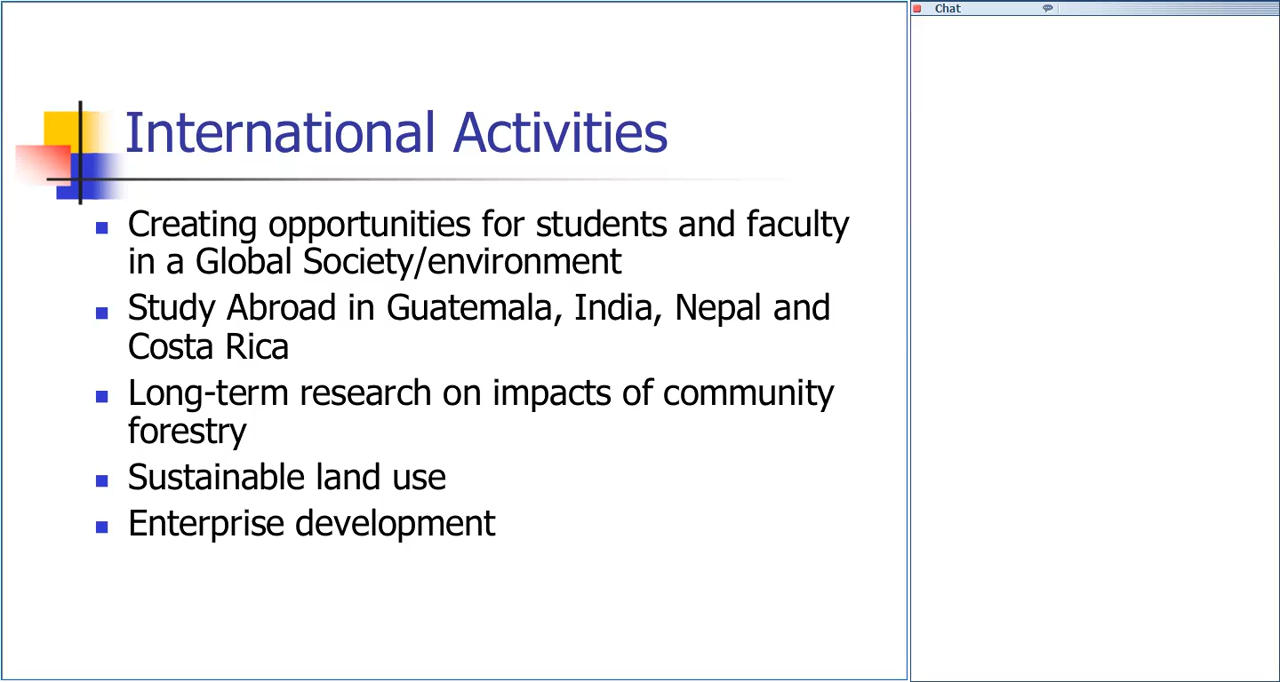 Chat
International Activities
Creating opportunities for students and faculty
in a Global Society/environment
Study Abroad in Guatemala, India, Nepal and
Costa Rica
Long-term research on impacts of community
forestry
Sustainable land use
Enterprise development